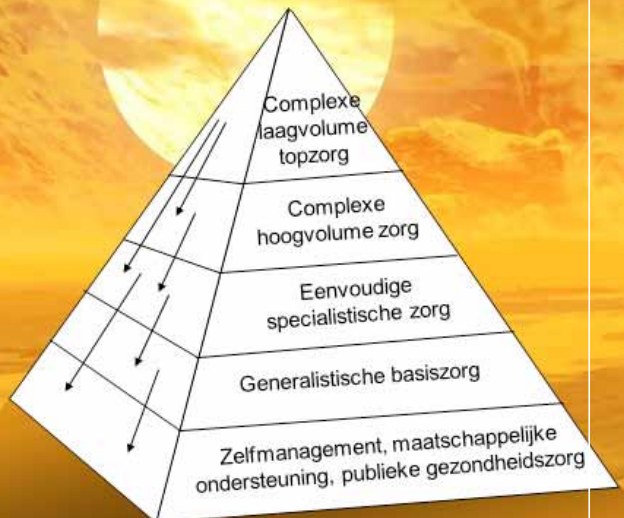 Complexe
laagvolume
topzorg
Complexe
hoogvolume zorg
Eenvoudige
specialistische zorg
Generalistische basiszorg
Zelfmanagement, maatschappelijke
ondersteuning, publieke gezondheidszorg